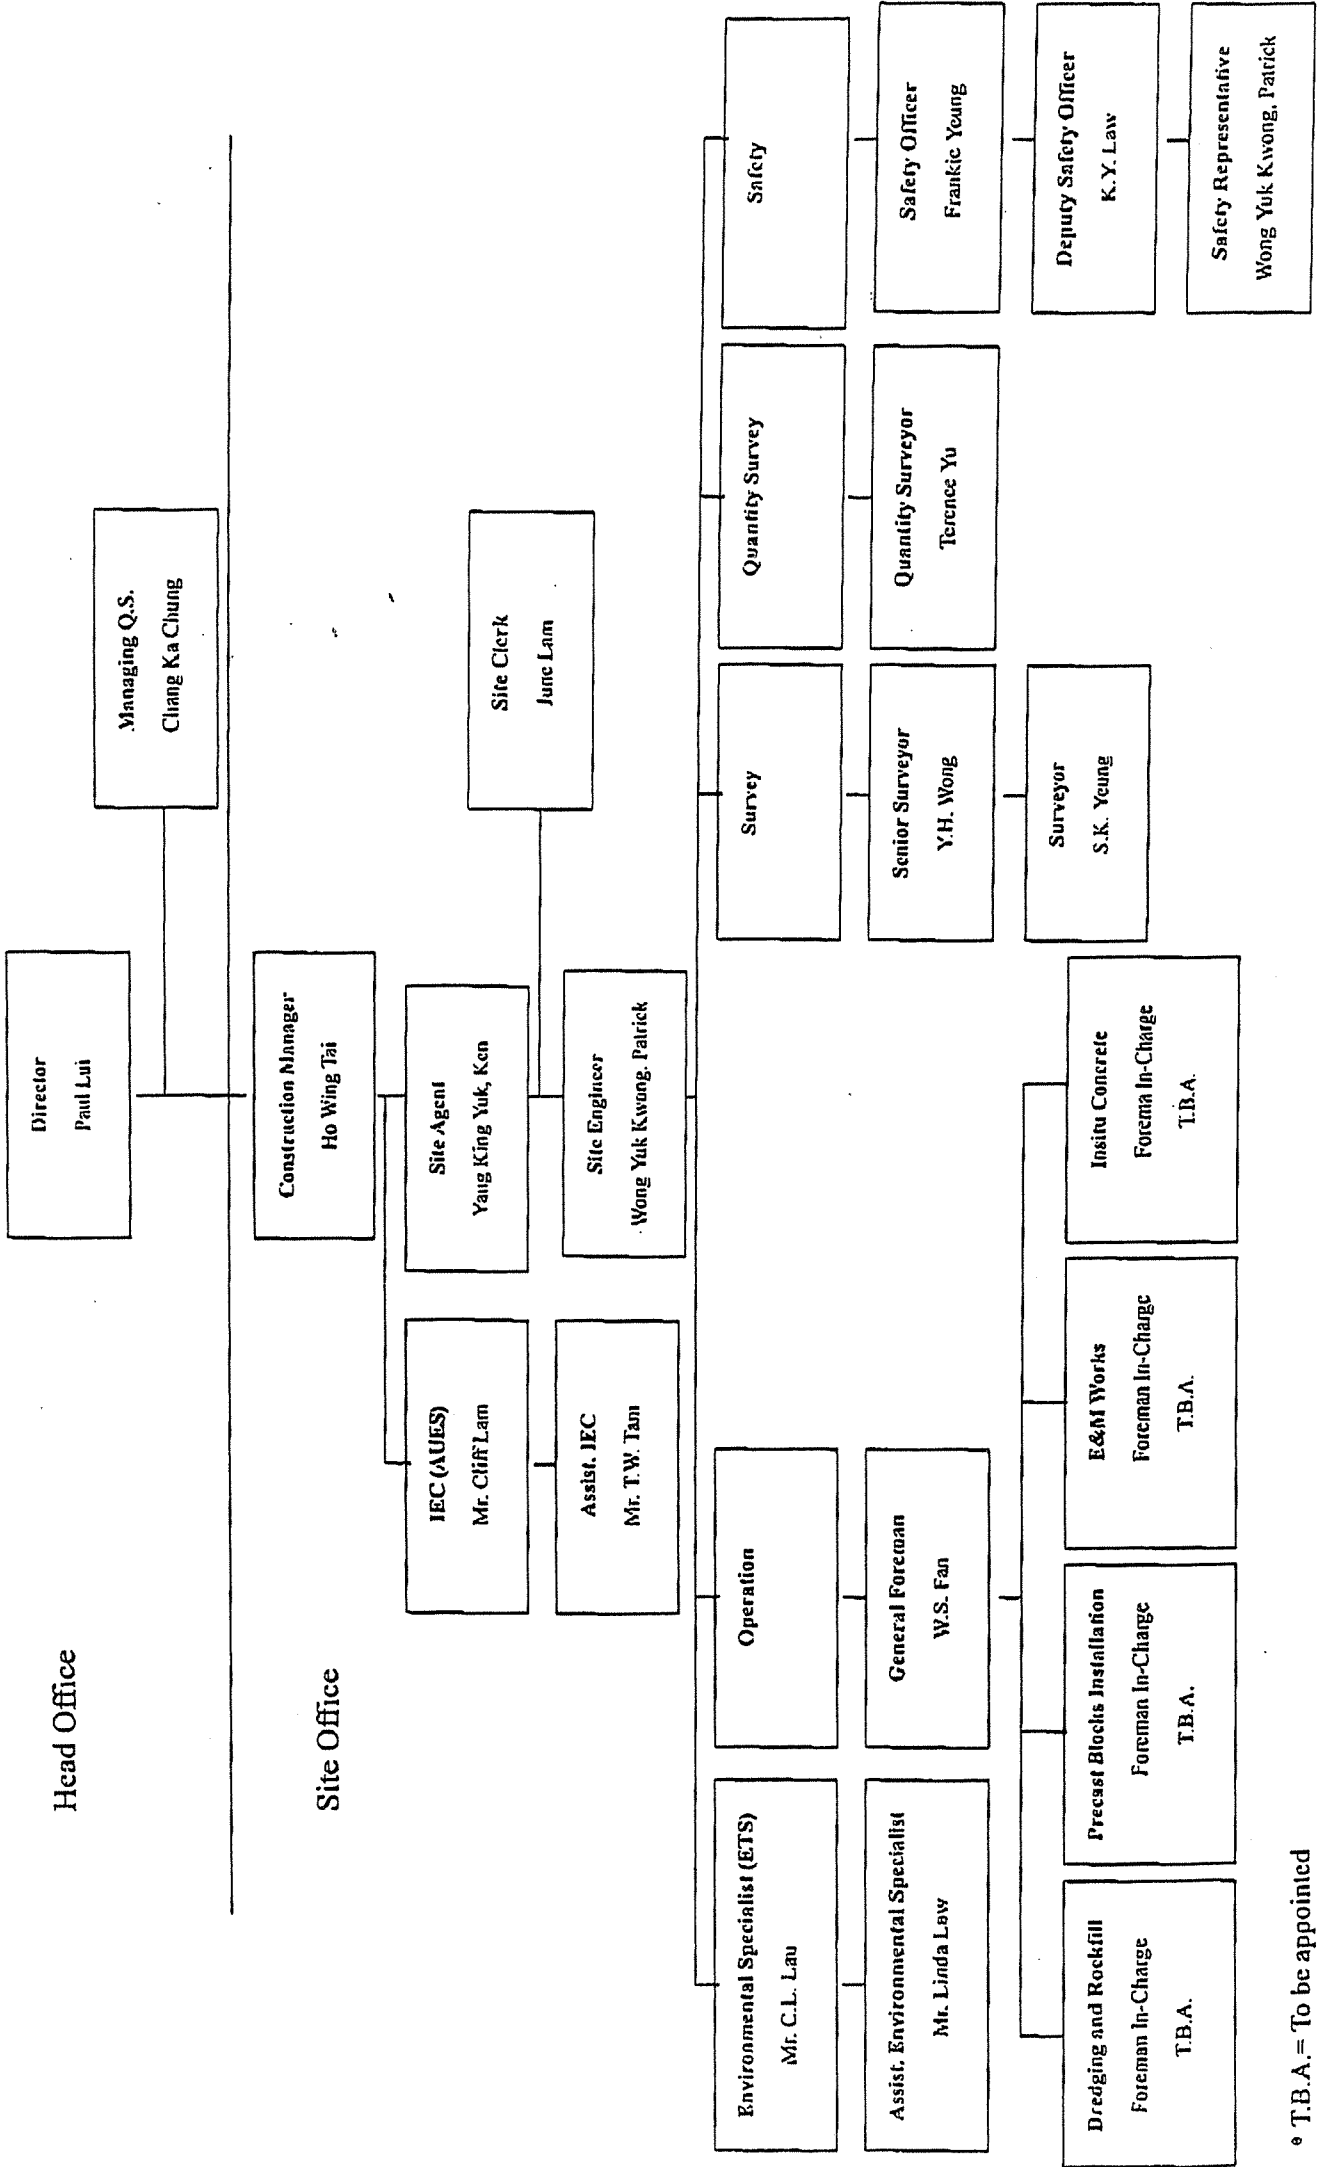 Head Office
Director
Paul Lui
Managing Q.S.
Chang Ka Chung
Site Office
Construction Manager
Ho Wing Tai
IEC (AUES)
Mr. Cliff Lam
Site Agent
Yang King Yuk, Ken
Site Clerk
June Lam
Assist. IEC
Mr. T.W. Tam
Site Engineer
Wong Yuk Kwong, Patrick
Environmental Specialist (ETS)
Mr. C.L. Lau
Operation
Survey
Quantity Survey
Safety
Assist. Environmental Specialist
Mr. Linda Law
General Foreman
W.S. Fan
Senior Surveyor
Y.H. Wong
Quantity Surveyor
Terence Yu
Safety Officer
Frankie Yeung
Surveyor
S.K. Yeung
Deputy Safety Officer
K.Y. Law
Dredging and Rockfill
Foreman In-Charge
T.B.A.
Precast Blocks Installation
Foreman In-Charge
T.B.A.
E&M Works
Foreman In-Charge
T.B.A.
Insitu Concrete
Forema In-Charge
T.B.A.
Safety Representative
Wong Yuk Kwong, Patrick
* T.B.A.= To be appointed